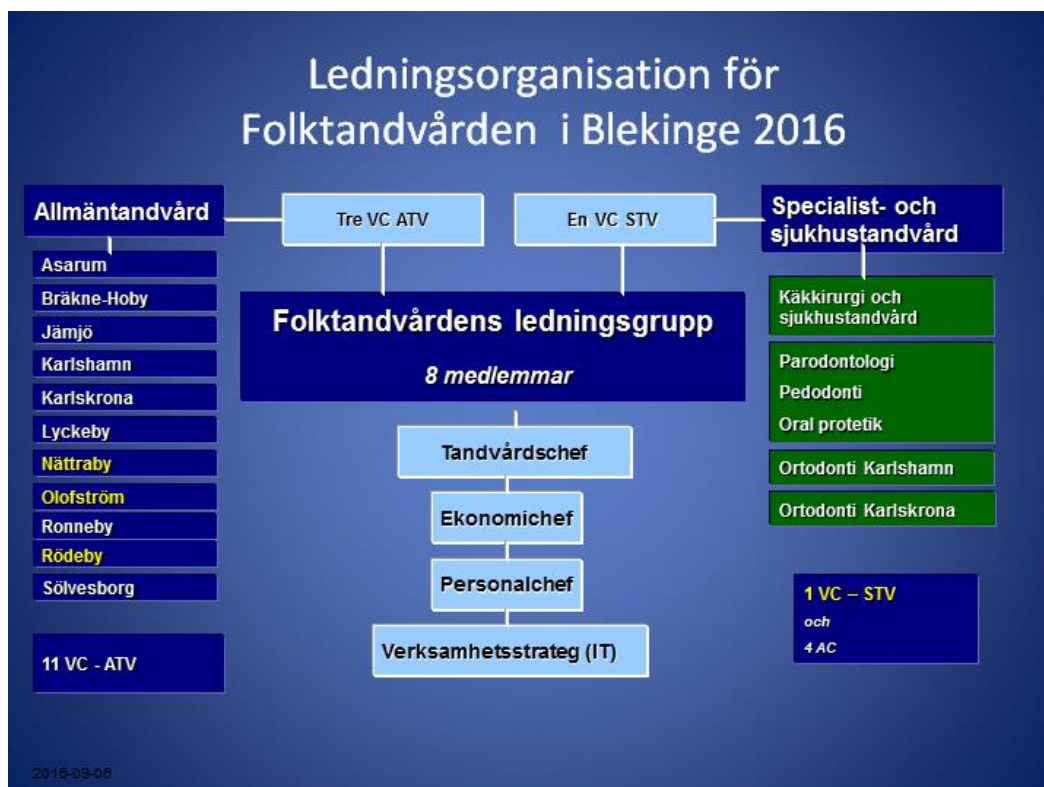 Ledningsorganisation för
Folktandvården i Blekinge 2016
Allmäntandvård
Tre VC ATV
En VC STV
Specialist- och
sjukhustandvård
Asarum
Bräkne-Hoby
Jämjö
Karlshamn
Karlskrona
Lyckeby
Nättraby
Olofström
Ronneby
Rödeby
Sölvesborg
11 VC - ATV
Folktandvårdens ledningsgrupp
8 medlemmar
Tandvårdschef
Ekonomichef
Personalchef
Verksamhetsstrateg (IT)
Käkkirurgi och
sjukhustandvård
Parodontologi
Pedodonti
Oral protetik
Ortodonti Karlshamn
Ortodonti Karlskrona
1 VC – STV
och
4 AC
2016-09-06